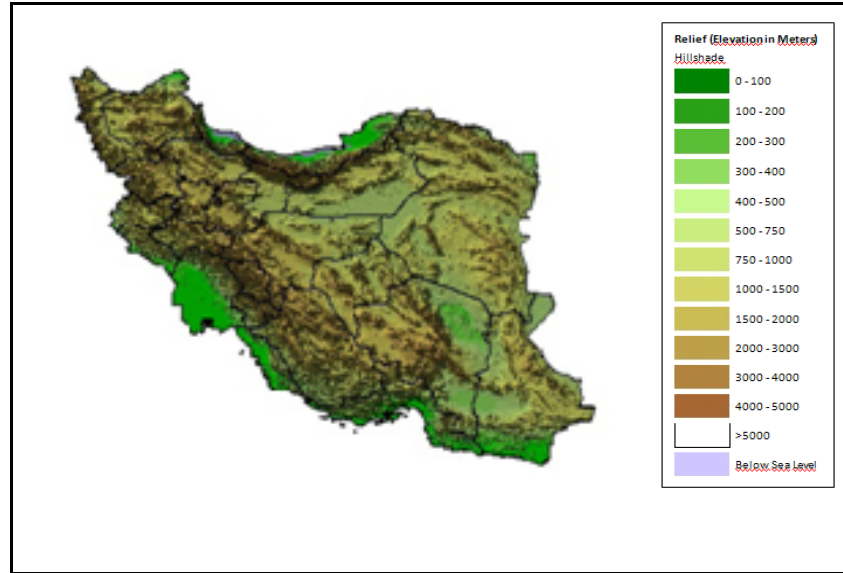 Relief (Elevation in Meters)
Hillshade
0 - 100
100 - 200
200 - 300
300 - 400
400 - 500
500 - 750
750 - 1000
1000 - 1500
1500 - 2000
2000 - 3000
3000 - 4000
4000 - 5000
>5000
Below Sea Level